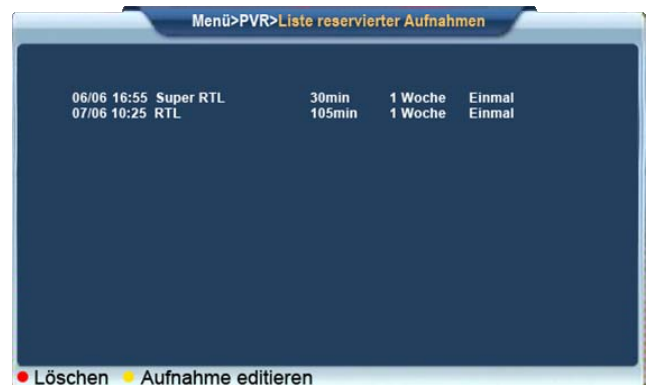 Menü>PVR>Liste reservierter Aufnahmen
06/06 16:55 Super RTL 30min 1 Woche Einmal
07/06 10:25 RTL 105min 1 Woche Einmal
Löschen Aufnahme editieren